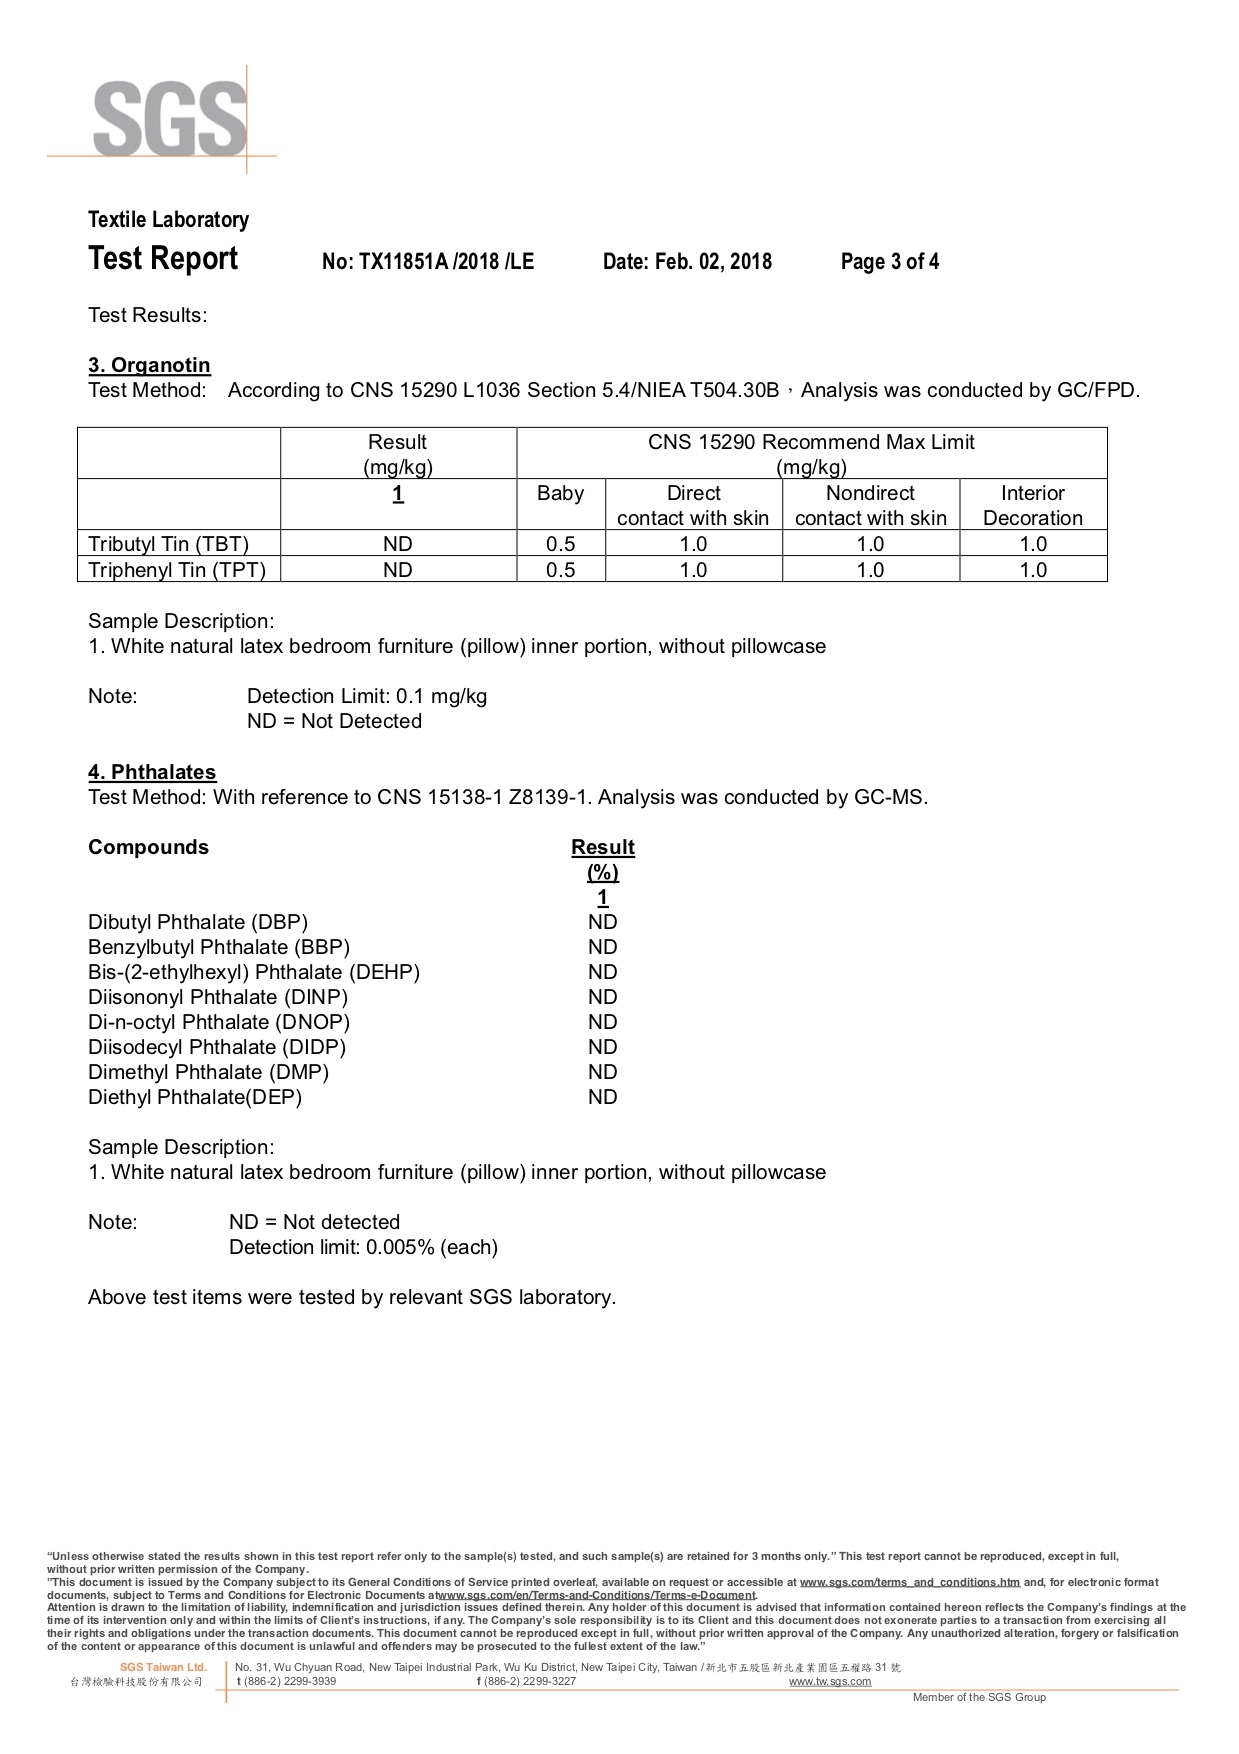 SGS
Textile Laboratory
Test Report No: TX11851A /2018 /LE Date: Feb. 02, 2018 Page 3 of 4
Test Results:
3. Organotin
Test Method: According to CNS 15290 L1036 Section 5.4/NIEA T504.30B，Analysis was conducted by GC/FPD.
Result CNS 15290 Recommend Max Limit
(mg/kg) (mg/kg)
1 Baby Direct Nondirect Interior
contact with skin contact with skin Decoration
Tributyl Tin (TBT) ND 0.5 1.0 1.0 1.0
Triphenyl Tin (TPT) ND 0.5 1.0 1.0 1.0
Sample Description:
1. White natural latex bedroom furniture (pillow) inner portion, without pillowcase
Note: Detection Limit: 0.1 mg/kg
ND = Not Detected
4. Phthalates
Test Method: With reference to CNS 15138-1 Z8139-1. Analysis was conducted by GC-MS.
Compounds Result
(%)
1
Dibutyl Phthalate (DBP) ND
Benzylbutyl Phthalate (BBP) ND
Bis-(2-ethylhexyl) Phthalate (DEHP) ND
Diisononyl Phthalate (DINP) ND
Di-n-octyl Phthalate (DNOP) ND
Diisodecyl Phthalate (DIDP) ND
Dimethyl Phthalate (DMP) ND
Diethyl Phthalate(DEP) ND
Sample Description:
1. White natural latex bedroom furniture (pillow) inner portion, without pillowcase
Note: ND = Not detected
Detection limit: 0.005% (each)
Above test items were tested by relevant SGS laboratory.
“Unless otherwise stated the results shown in this test report refer only to the sample(s) tested, and such sample(s) are retained for 3 months only.” This test report cannot be reproduced, except in full,
without prior written permission of the Company.
”This document is issued by the Company subject to its General Conditions of Service printed overleaf, available on request or accessible at www.sgs.com/terms_and_conditions.htm and, for electronic format
documents, subject to Terms and Conditions for Electronic Documents atwww.sgs.com/en/Terms-and-Conditions/Terms-e-Document.
Attention is drawn to the limitation of liability, indemnification and jurisdiction issues defined therein. Any holder of this document is advised that information contained hereon reflects the Company's findings at the
time of its intervention only and within the limits of Client's instructions, if any. The Company's sole responsibility is to its Client and this document does not exonerate parties to a transaction from exercising all
their rights and obligations under the transaction documents. This document cannot be reproduced except in full, without prior written approval of the Company. Any unauthorized alteration, forgery or falsification
of the content or appearance of this document is unlawful and offenders may be prosecuted to the fullest extent of the law.”
SGS Taiwan Ltd. No. 31, Wu Chyuan Road, New Taipei Industrial Park, Wu Ku District, New Taipei City, Taiwan /新北市五股區新北產業園區五權路 31 號
台灣檢驗科技股份有限公司 t (886-2) 2299-3939 f (886-2) 2299-3227 www.tw.sgs.com
Member of the SGS Group